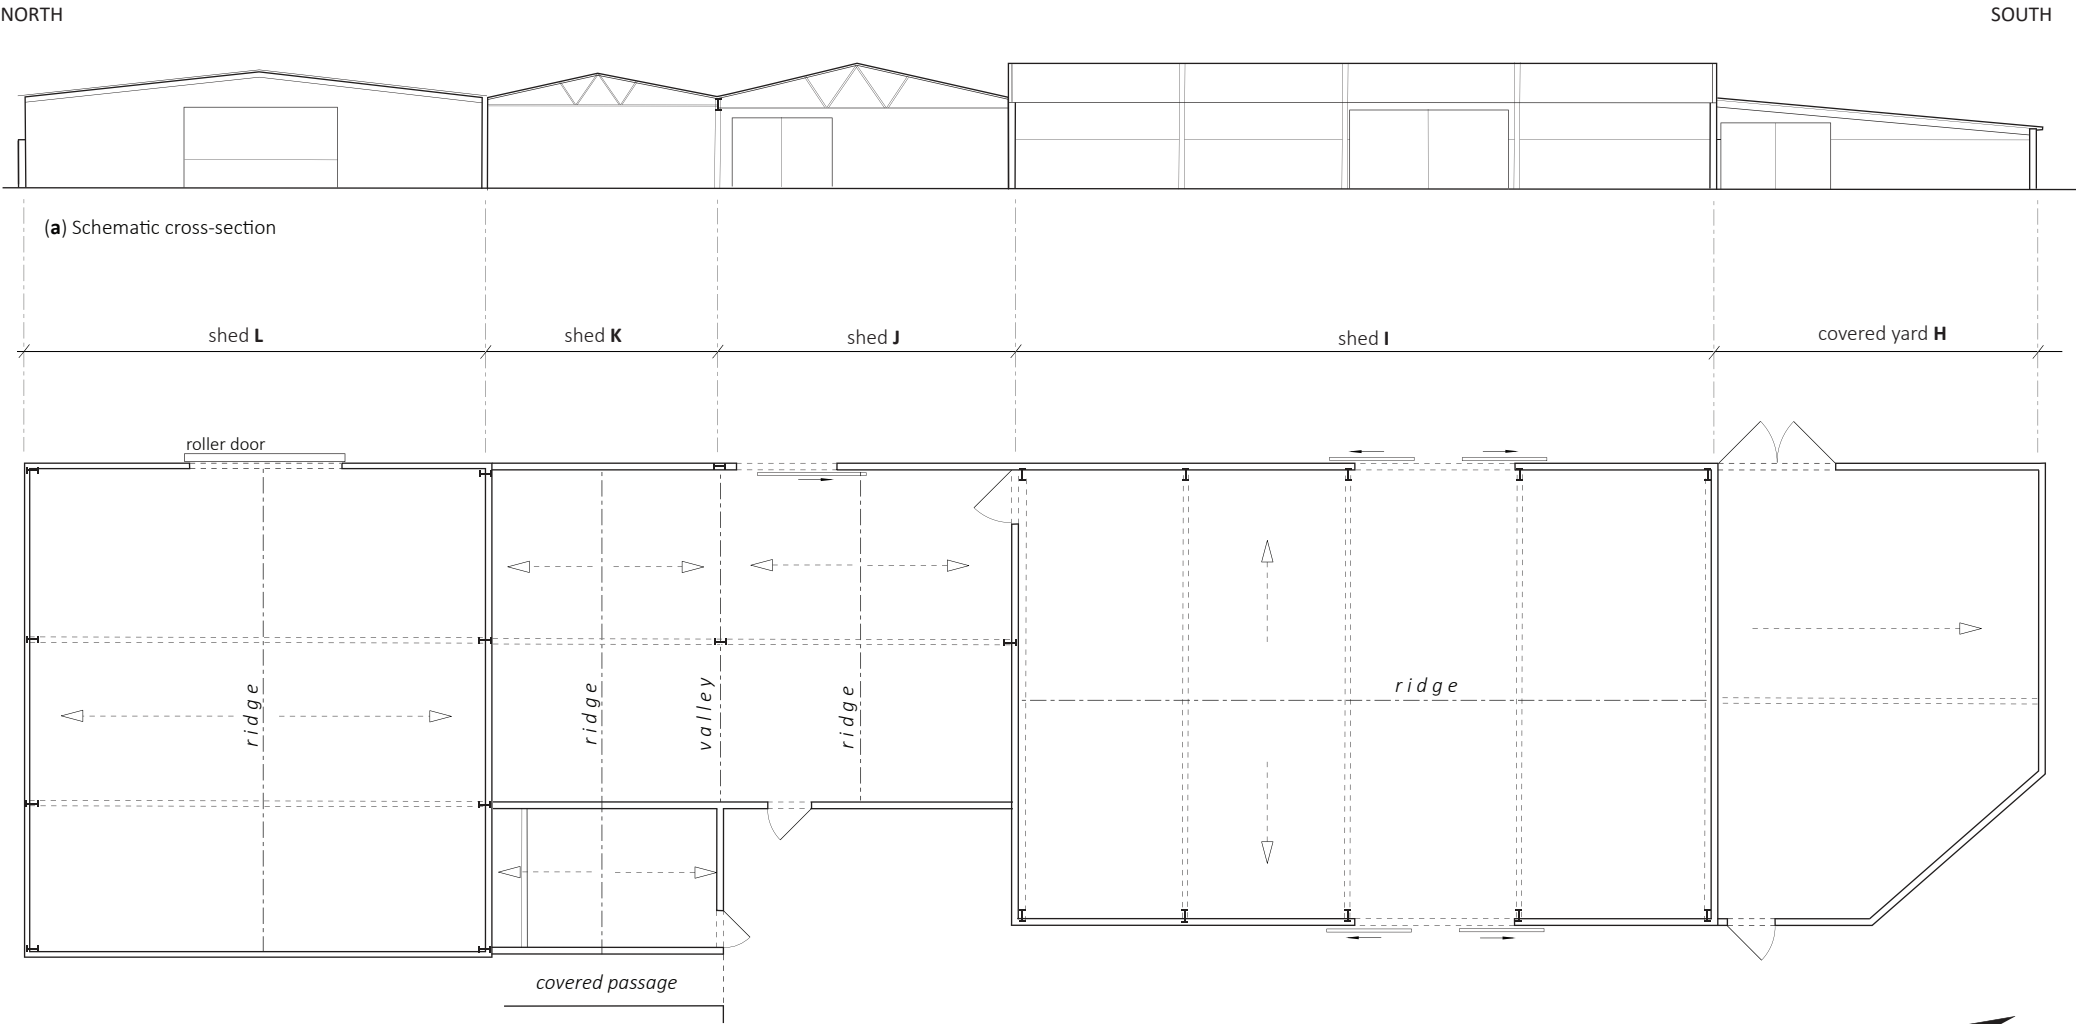 NORTH
SOUTH
(a) Schematic cross-section
shed L
shed K
shed J
shed I
covered yard H
roller door
ridge
ridge
valley
ridge
ridge
covered passage